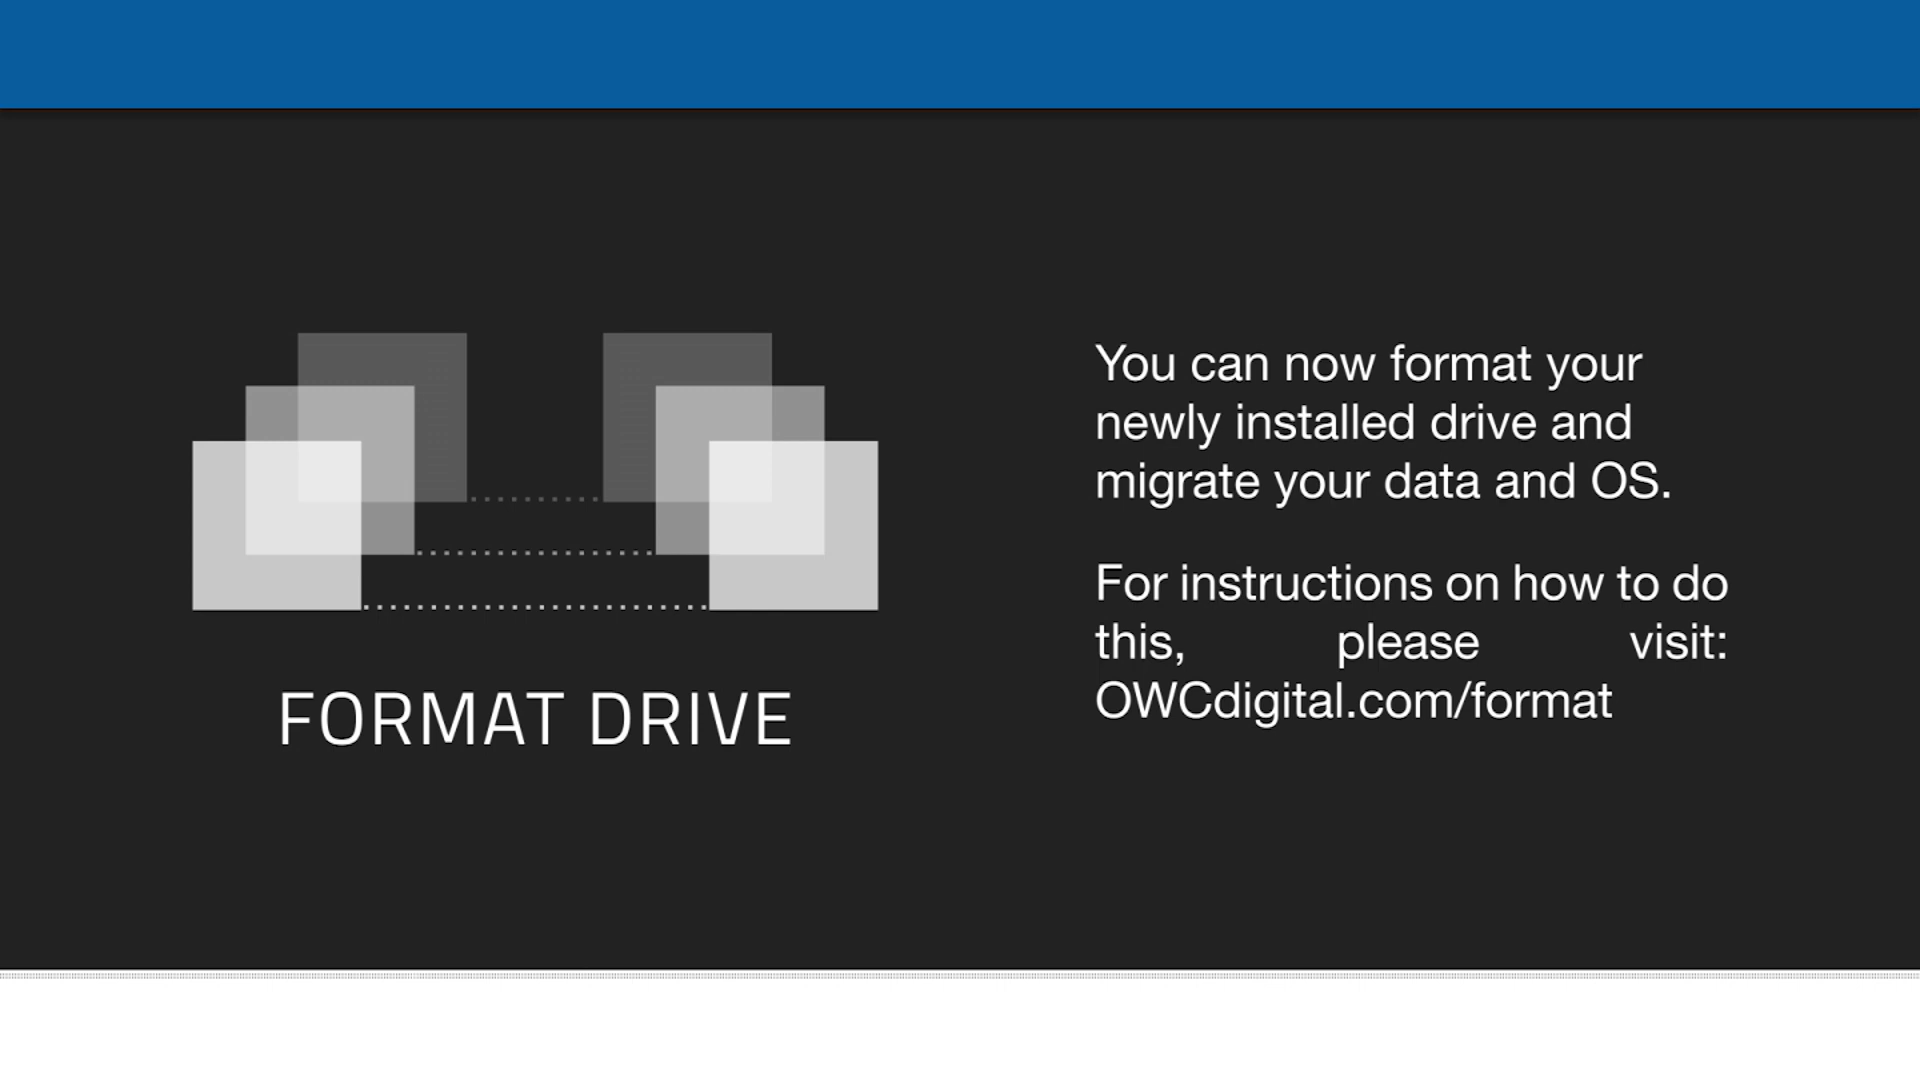 FORMAT DRIVE
You can now format your
newly installed drive and
migrate your data and OS.
For instructions on how to do
this, please visit:
OWCdigital.com/format